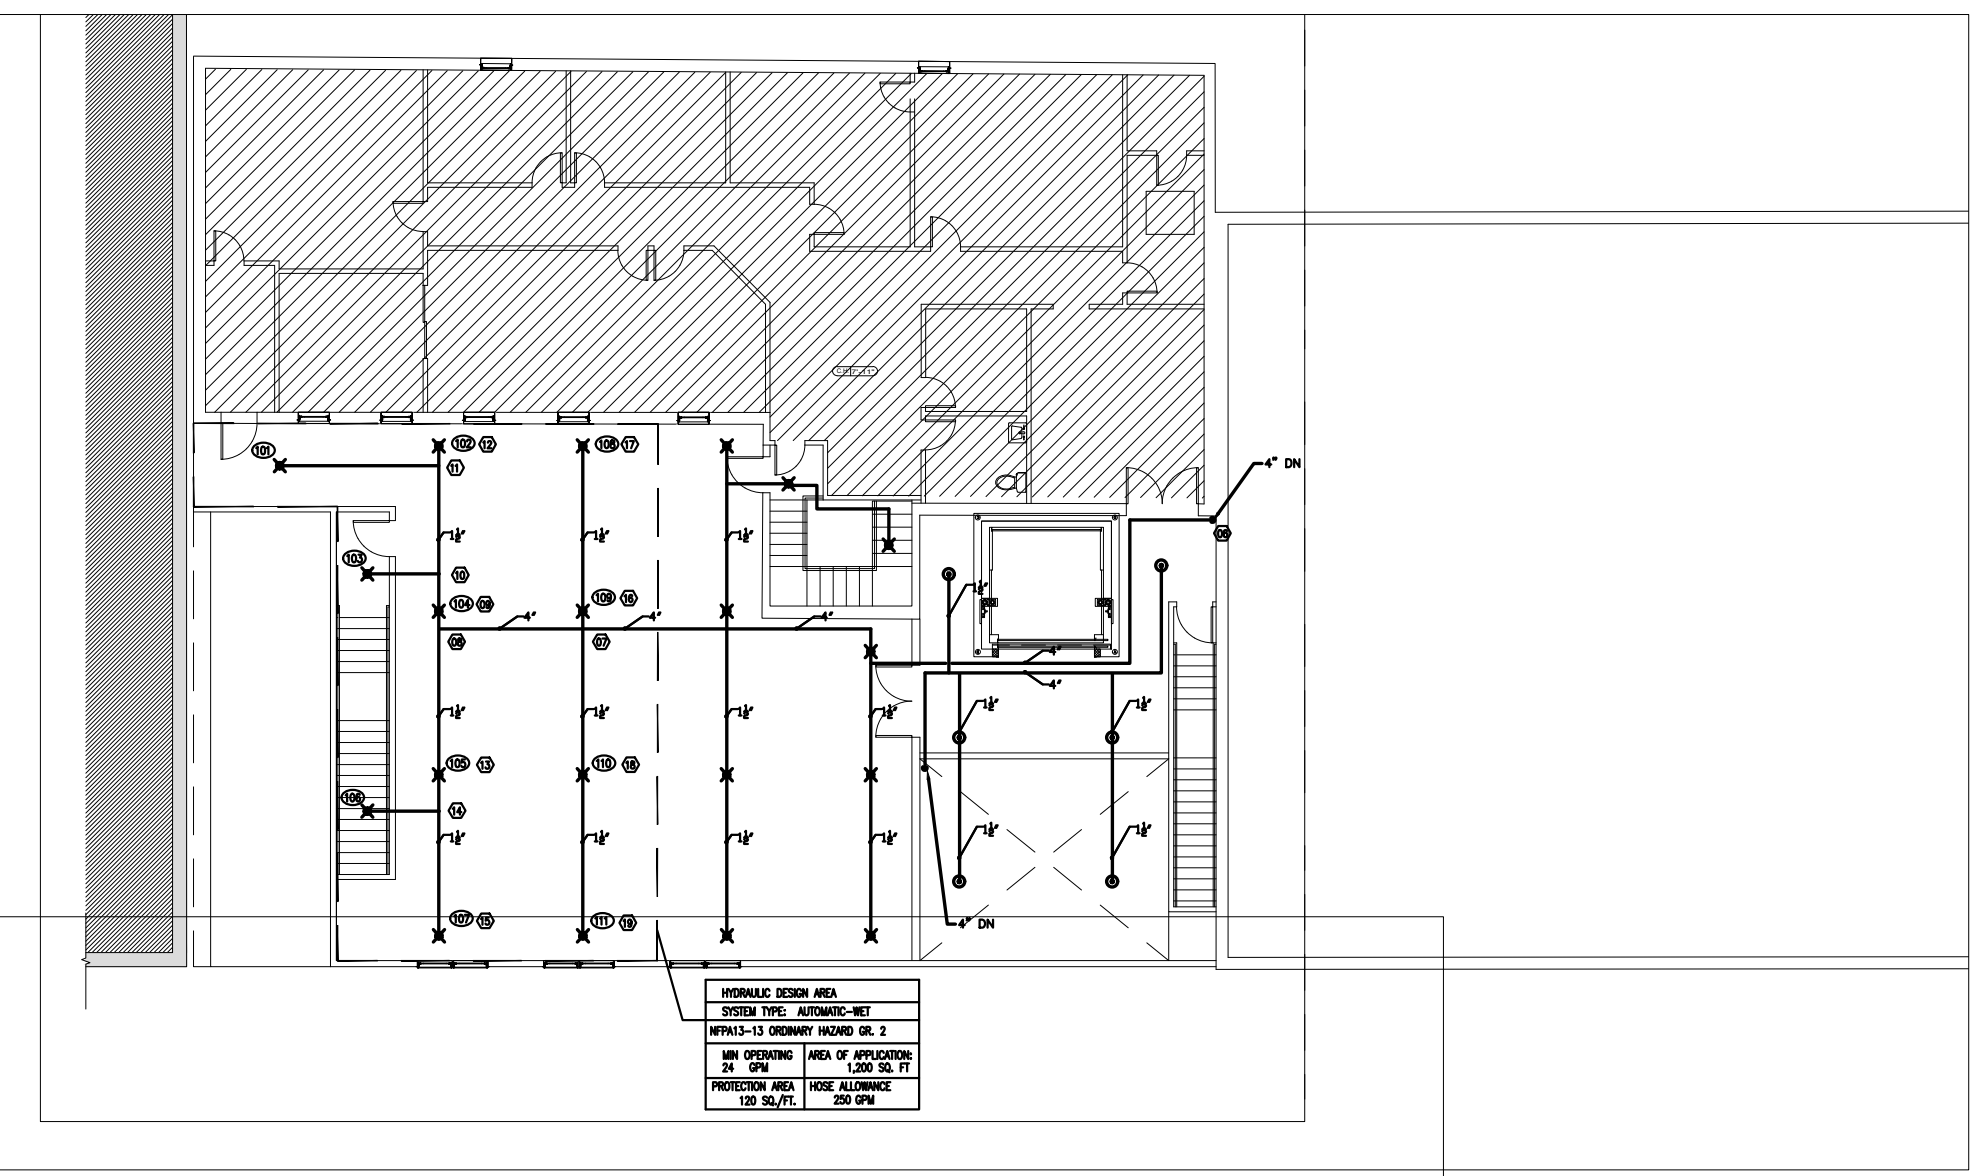 C.H. 7'-11"
102 12
108 17
101
11
4" DN
1½" 1½" 1½"
06
103
10
1½"
104 09
109 16
4" 4" 4"
08
07
4"
4"
1½" 1½" 1½" 1½" 1½" 1½"
105 13
110 18
106
14
1½" 1½" 1½" 1½" 1½" 1½"
107 15
111 19
4" DN
HYDRAULIC DESIGN AREA
SYSTEM TYPE: AUTOMATIC-WET
NFPA13-13 ORDINARY HAZARD GR. 2
MIN OPERATING
24 GPM
AREA OF APPLICATION:
1,200 SQ. FT
PROTECTION AREA
120 SQ./FT.
HOSE ALLOWANCE
250 GPM